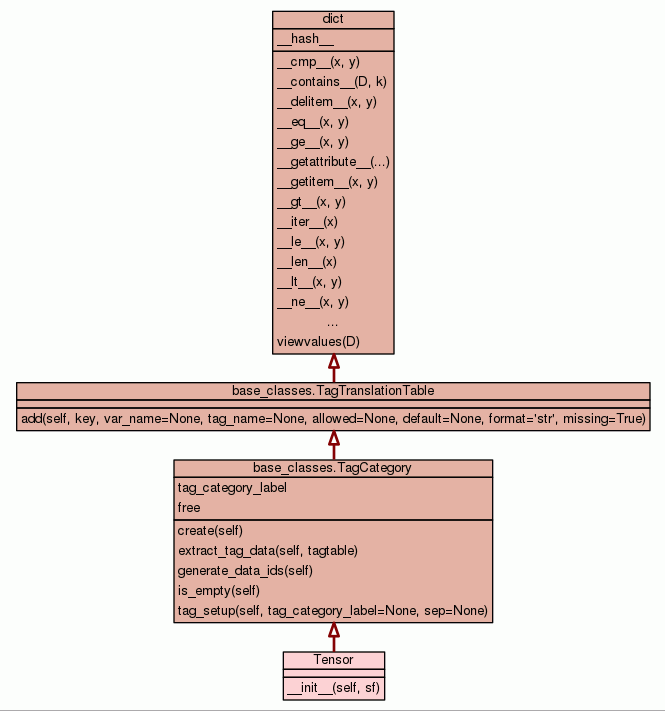 dict
__hash__
__cmp__(x, y)
__contains__(D, k)
__delitem__(x, y)
__eq__(x, y)
__ge__(x, y)
__getattribute__(...)
__getitem__(x, y)
__gt__(x, y)
__iter__(x)
__le__(x, y)
__len__(x)
__lt__(x, y)
__ne__(x, y)
...
viewvalues(D)
base_classes.TagTranslationTable
add(self, key, var_name=None, tag_name=None, allowed=None, default=None, format='str', missing=True)
base_classes.TagCategory
tag_category_label
free
create(self)
extract_tag_data(self, tagtable)
generate_data_ids(self)
is_empty(self)
tag_setup(self, tag_category_label=None, sep=None)
Tensor
__init__(self, sf)